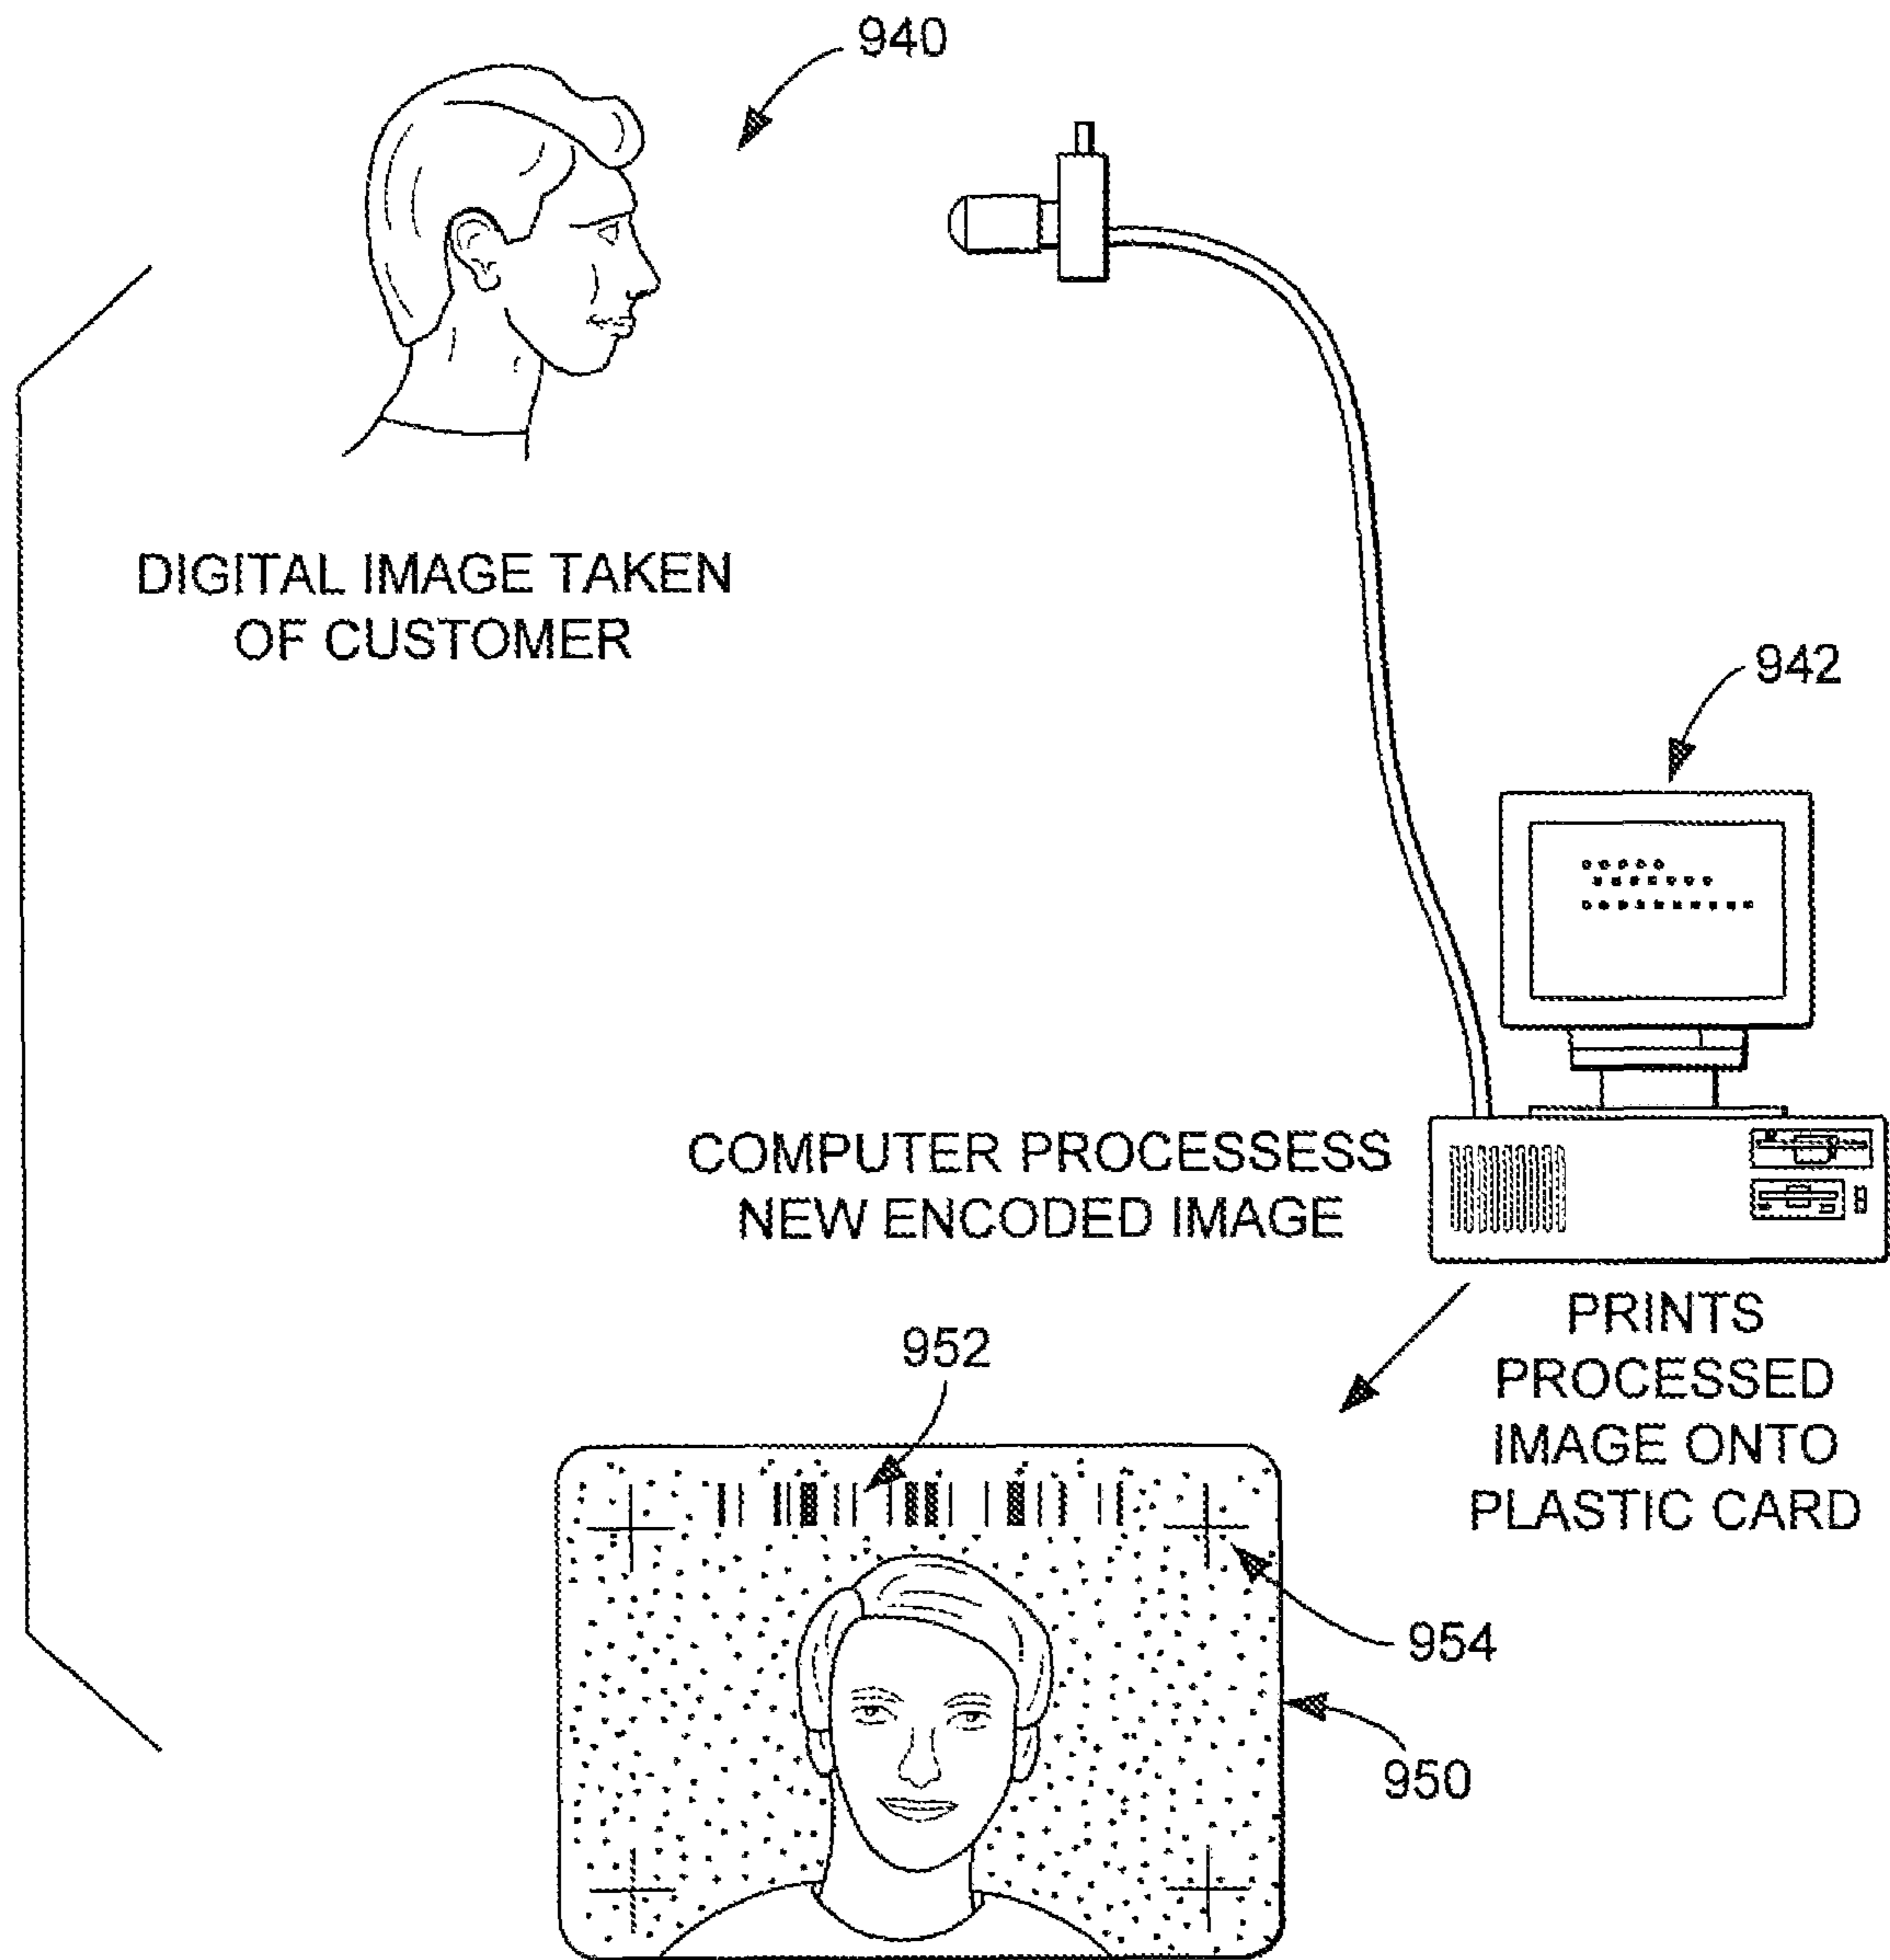 940
DIGITAL IMAGE TAKEN
OF CUSTOMER
942
COMPUTER PROCESSESS
NEW ENCODED IMAGE
PRINTS
PROCESSED
IMAGE ONTO
PLASTIC CARD
952
954
950